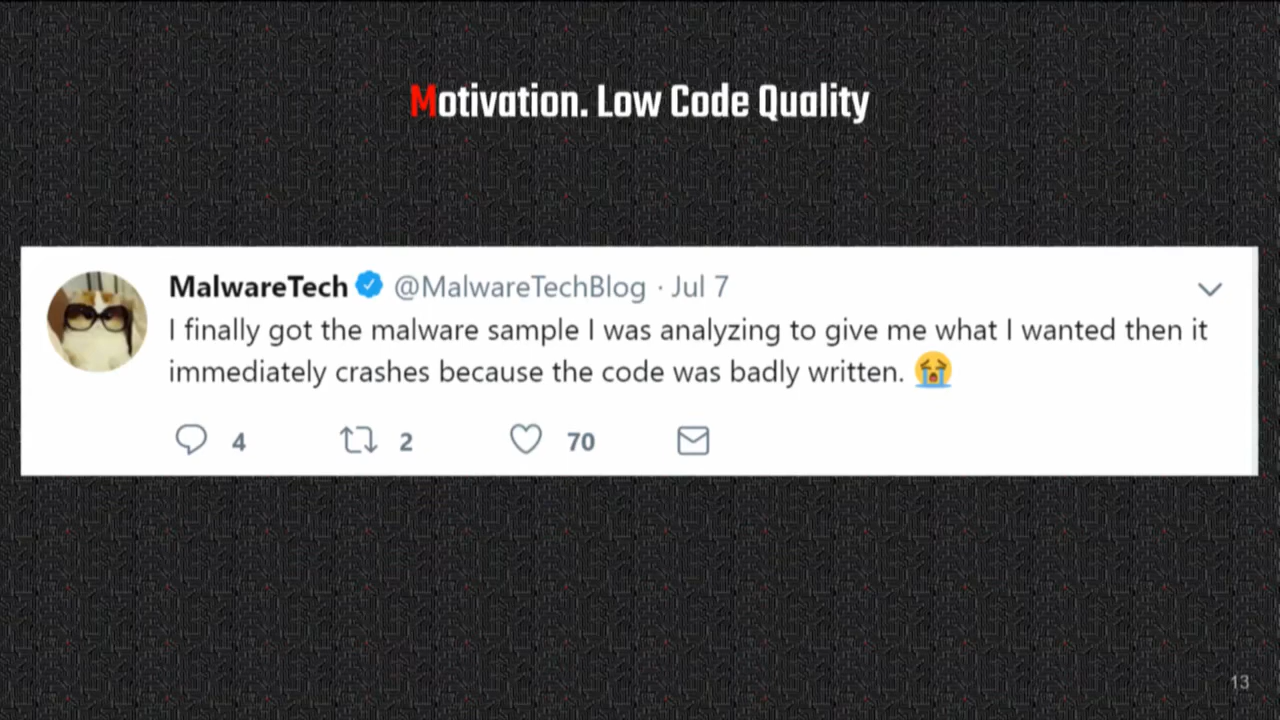 Motivation. Low Code Quality
MalwareTech @MalwareTechBlog · Jul 7
I finally got the malware sample I was analyzing to give me what I wanted then it
immediately crashes because the code was badly written. 😭
4 2 70
13